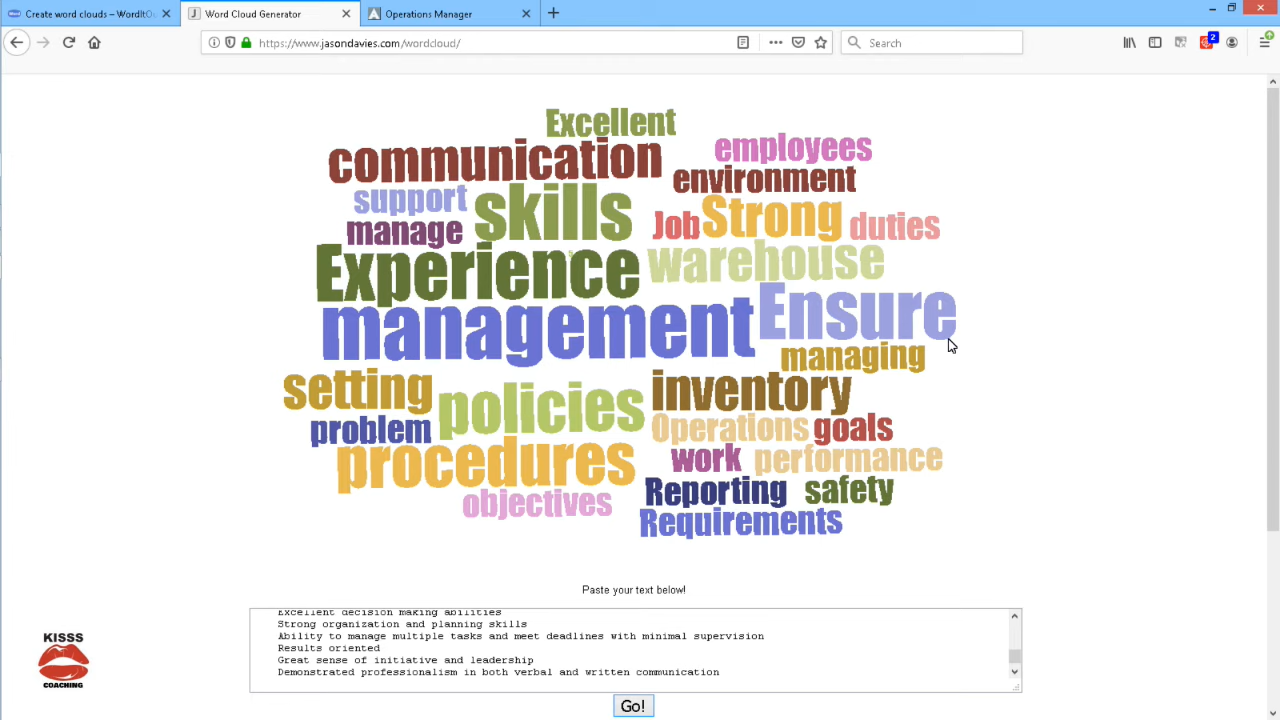 Create word clouds – WordItOu
Word Cloud Generator
Operations Manager
https://www.jasondavies.com/wordcloud/
Search
2
Excellent
communication
employees
environment
support
skills
Job
Strong
duties
manage
Experience
warehouse
management
Ensure
managing
setting
policies
inventory
problem
Operations
goals
procedures
work
performance
objectives
Reporting
safety
Requirements
Paste your text below!
Excellent decision making abilities
Strong organization and planning skills
Ability to manage multiple tasks and meet deadlines with minimal supervision
Results oriented
Great sense of initiative and leadership
Demonstrated professionalism in both verbal and written communication
KISSS
COACHING
Go!